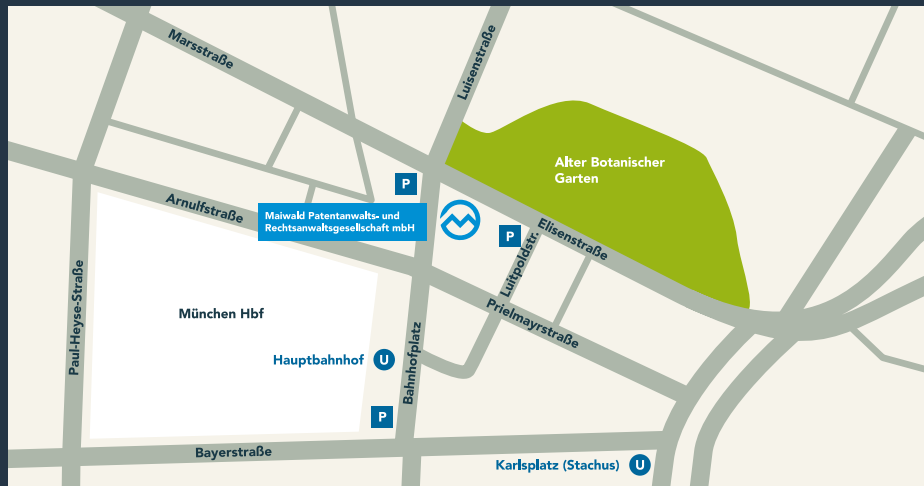 Marsstraße
Luisenstraße
Alter Botanischer
Garten
P
Arnulfstraße
Maiwald Patentanwalts- und
Rechtsanwaltsgesellschaft mbH
P
Elisenstraße
Luitpoldstr.
Paul-Heyse-Straße
München Hbf
Prielmayrstraße
Hauptbahnhof U
Bahnhofplatz
P
Bayerstraße
Karlsplatz (Stachus) U